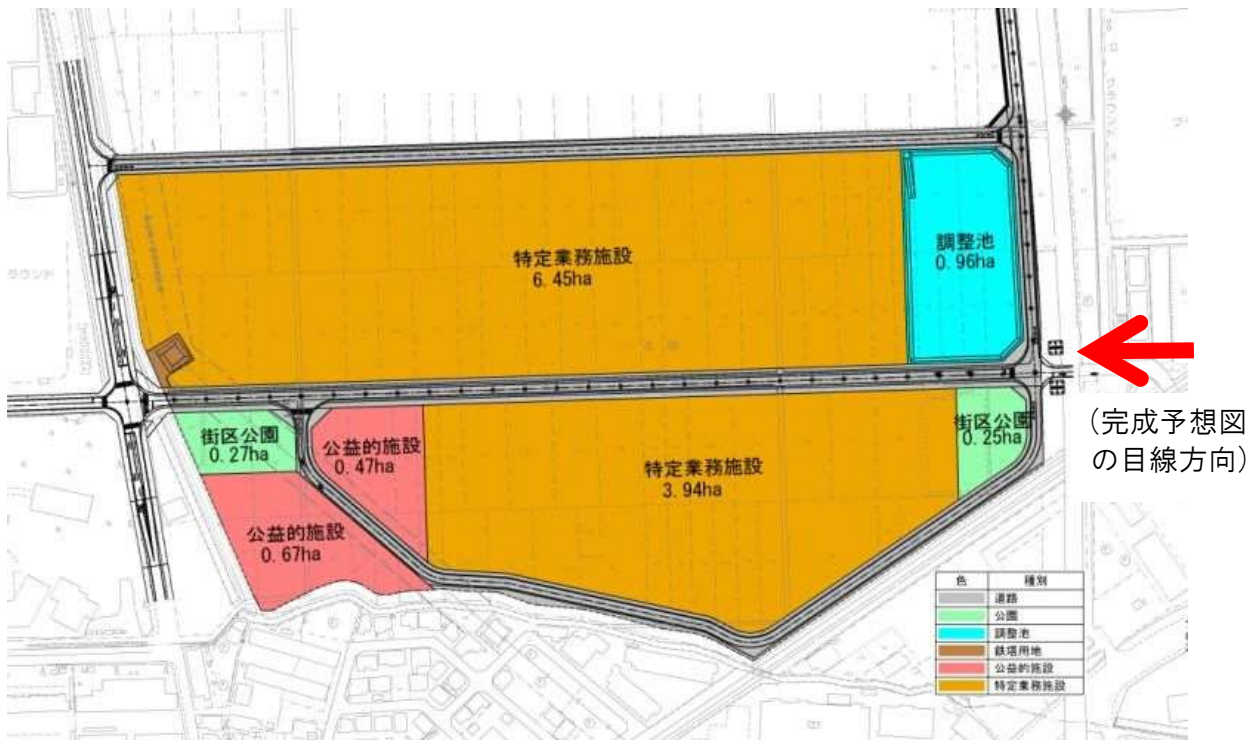 特定業務施設
6.45ha
調整池
0.96ha
(完成予想図
の目線方向)
街区公園
0.27ha
公益的施設
0.47ha
特定業務施設
3.94ha
街区公園
0.25ha
公益的施設
0.67ha
色 種別
道路
公園
調整池
鉄塔用地
公益的施設
特定業務施設